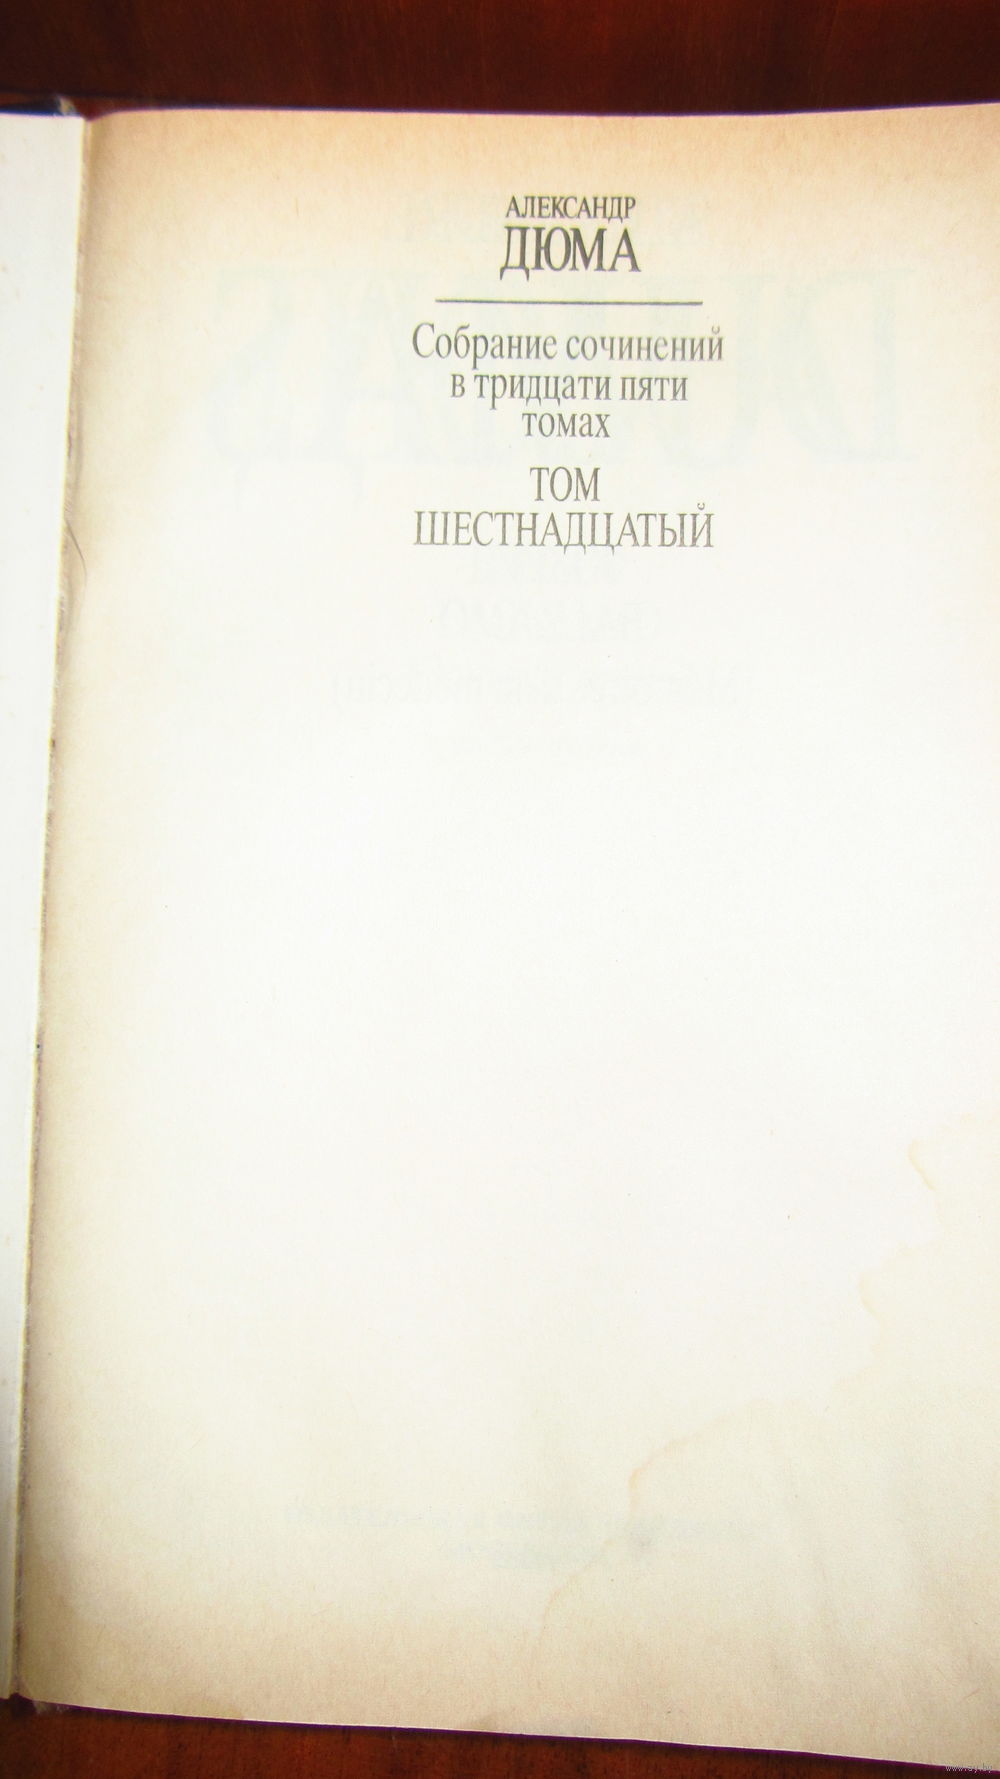 АЛЕКСАНДР
ДЮМА
Собрание сочинений
в тридцати пяти
томах
ТОМ
ШЕСТНАДЦАТЫЙ